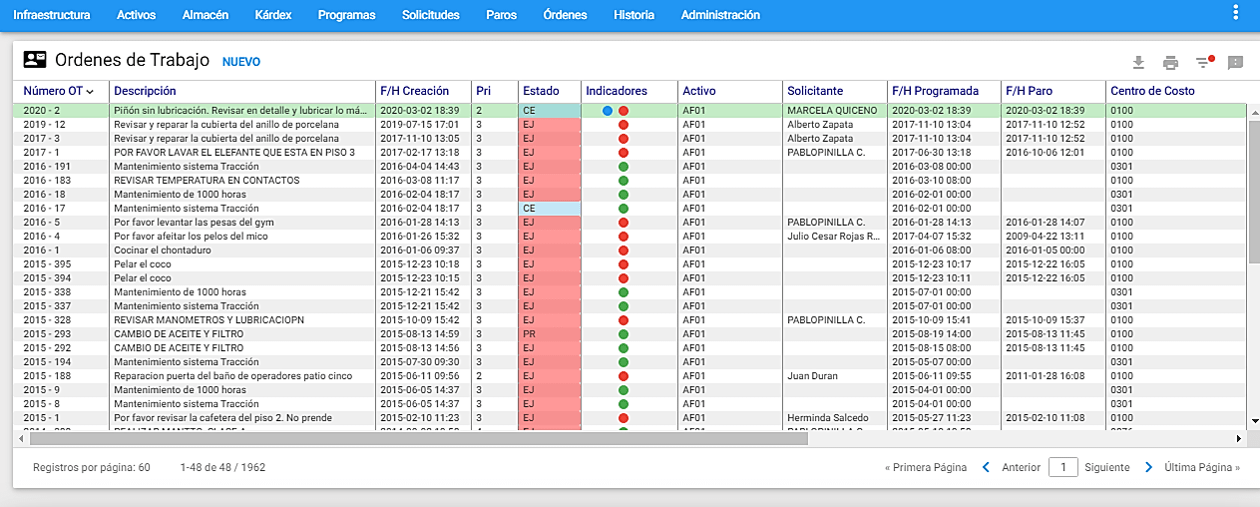 Infraestructura Activos Almacén Kárdex Programas Solicitudes Paros Órdenes Historia Administración
Ordenes de Trabajo NUEVO
Número OT Descripción F/H Creación Pri Estado Indicadores Activo Solicitante F/H Programada F/H Paro Centro de Costo
2020 - 2 Piñón sin lubricación. Revisar en detalle y lubricar lo má... 2020-03-02 18:39 2 CE AF01 MARCELA QUICENO 2020-03-02 18:39 2020-03-02 18:39 0100
2019 - 12 Revisar y reparar la cubierta del anillo de porcelana 2019-07-15 17:01 3 EJ AF01 Alberto Zapata 2017-11-10 13:04 2017-11-10 12:52 0100
2017 - 3 Revisar y reparar la cubierta del anillo de porcelana 2017-11-10 13:05 3 EJ AF01 Alberto Zapata 2017-11-10 13:04 2017-11-10 12:52 0100
2017 - 1 POR FAVOR LAVAR EL ELEFANTE QUE ESTA EN PISO 3 2017-02-17 13:18 3 EJ AF01 PABLOPINILLA C. 2017-06-30 13:18 2016-10-06 12:01 0100
2016 - 191 Mantenimiento sistema Tracción 2016-04-04 14:43 3 EJ AF01 2016-03-08 00:00 0301
2016 - 183 REVISAR TEMPERATURA EN CONTACTOS 2016-03-08 11:17 3 EJ AF01 2016-03-10 08:00 0100
2016 - 18 Mantenimiento de 1000 horas 2016-02-04 18:17 3 EJ AF01 2016-02-01 00:00 0301
2016 - 17 Mantenimiento sistema Tracción 2016-02-04 18:17 3 CE AF01 2016-02-01 00:00 0301
2016 - 5 Por favor levantar las pesas del gym 2016-01-28 14:13 3 EJ AF01 PABLOPINILLA C. 2016-01-28 14:13 2016-01-28 14:07 0100
2016 - 4 Por favor afeitar los pelos del mico 2016-01-26 15:32 3 EJ AF01 Julio Cesar Rojas R... 2017-04-07 15:32 2009-04-22 13:11 0100
2016 - 1 Cocinar el chontaduro 2016-01-06 09:37 3 EJ AF01 2016-01-06 08:00 2016-01-05 00:00 0100
2015 - 395 Pelar el coco 2015-12-23 10:18 3 EJ AF01 2015-12-23 10:17 2015-12-22 16:05 0100
2015 - 394 Pelar el coco 2015-12-23 10:15 3 EJ AF01 2015-12-23 10:11 2015-12-22 16:05 0100
2015 - 338 Mantenimiento de 1000 horas 2015-12-21 15:42 3 EJ AF01 2015-07-01 00:00 0301
2015 - 337 Mantenimiento sistema Tracción 2015-12-21 15:42 3 EJ AF01 2015-07-01 00:00 0301
2015 - 328 REVISAR MANOMETROS Y LUBRICACIOPN 2015-10-09 15:42 3 EJ AF01 PABLOPINILLA C. 2015-10-09 15:41 2015-10-09 15:37 0100
2015 - 293 CAMBIO DE ACEITE Y FILTRO 2015-08-13 14:59 3 PR AF01 2015-08-19 14:00 2015-08-13 11:45 0100
2015 - 292 CAMBIO DE ACEITE Y FILTRO 2015-08-13 14:56 3 EJ AF01 2015-08-15 08:00 2015-08-13 11:45 0100
2015 - 194 Mantenimiento sistema Tracción 2015-07-30 09:30 3 EJ AF01 2015-05-07 00:00 0301
2015 - 188 Reparacion puerta del baño de operadores patio cinco 2015-06-11 09:56 2 EJ AF01 Juan Duran 2015-06-11 09:55 2011-01-28 16:08 0100
2015 - 9 Mantenimiento de 1000 horas 2015-06-05 14:37 3 EJ AF01 2015-04-01 00:00 0301
2015 - 8 Mantenimiento sistema Tracción 2015-06-05 14:37 3 EJ AF01 2015-04-01 00:00 0301
2015 - 1 Por favor revisar la cafetera del piso 2. No prende 2015-02-10 11:23 3 EJ AF01 Herminda Salcedo 2015-05-27 11:23 2015-02-10 11:08 0100
EJ AF01
Registros por página: 60 1-48 de 48 / 1962 « Primera Página Anterior 1 Siguiente Última Página »